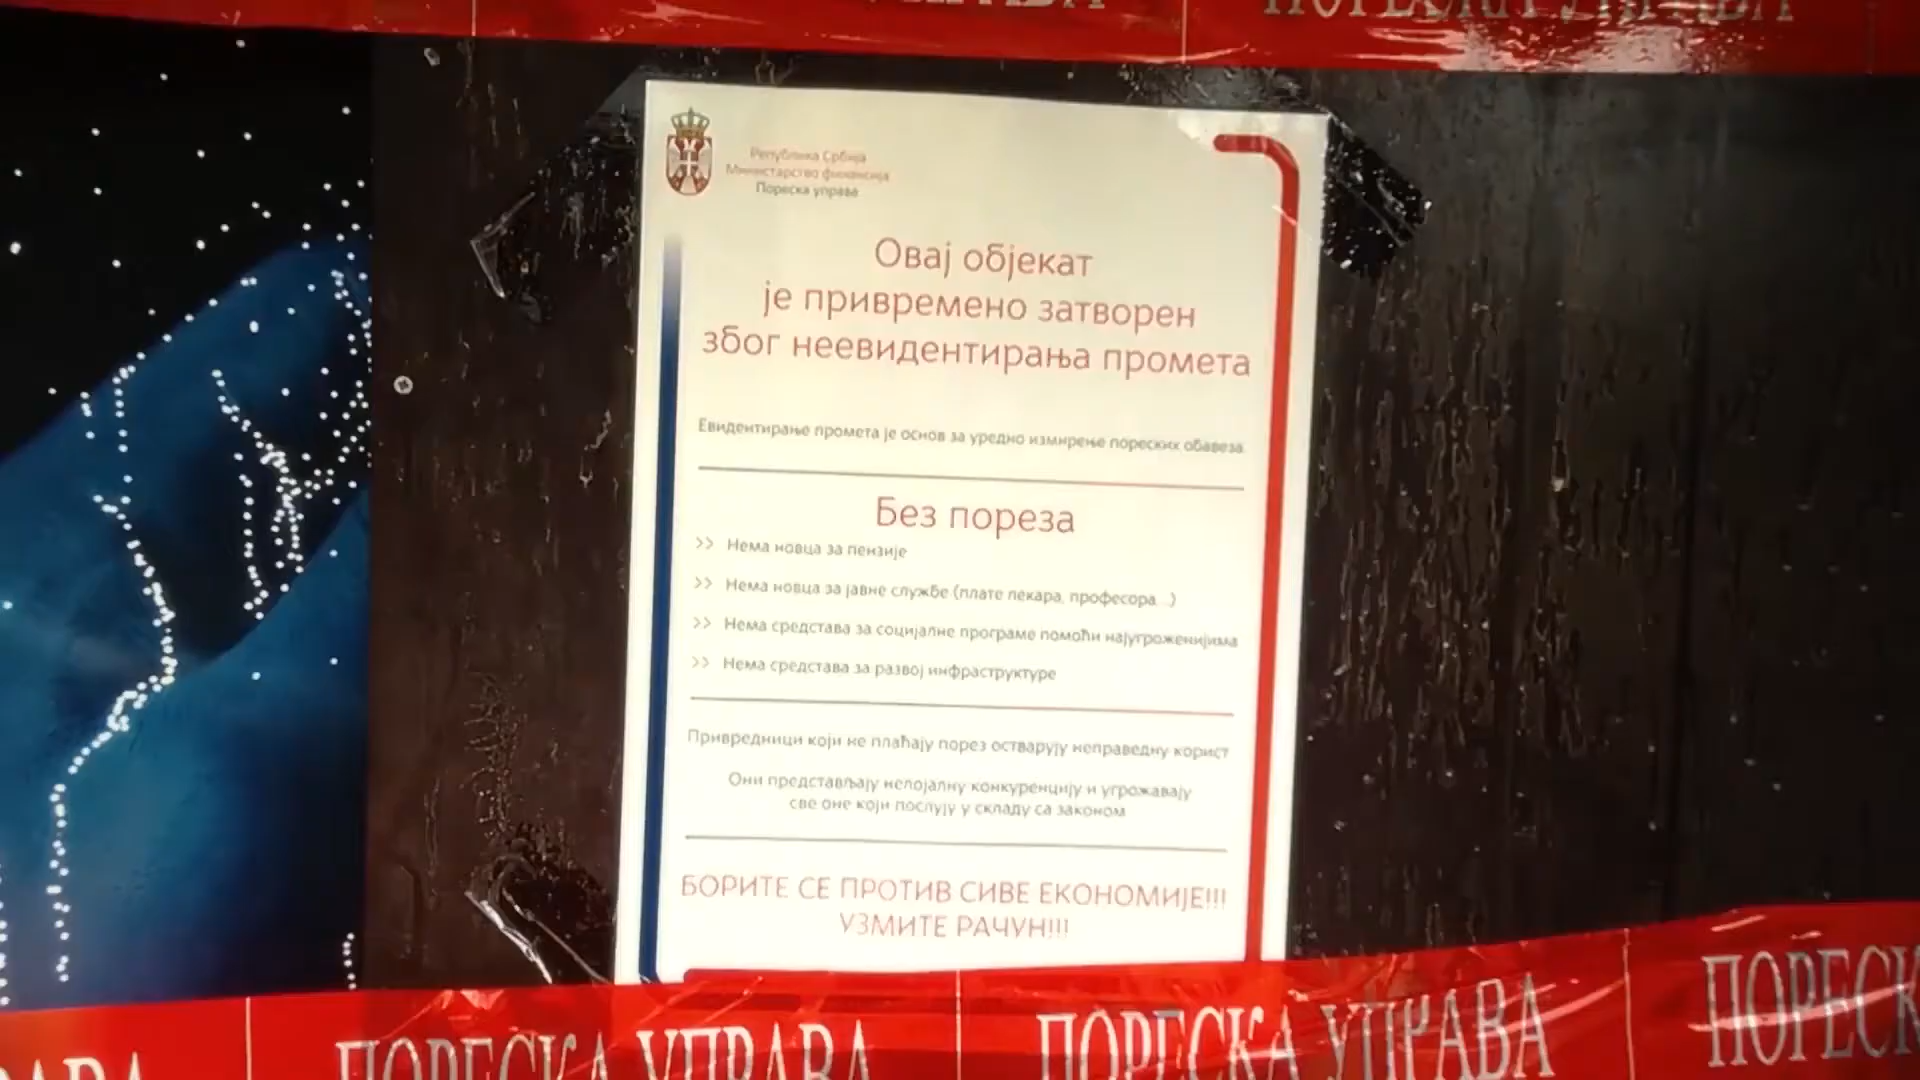 ПОРЕСКА УПРАВА
Република Србија
Министарство финансија
Пореска управа
Овај објекат
је привремено затворен
због неевидентирања промета
Евидентирање промета је основ за уредно измирење пореских обавеза.
Без пореза
>> Нема новца за пензије
>> Нема новца за јавне службе (плате лекара, професора...)
>> Нема средстава за социјалне програме помоћи најугроженијима
>> Нема средстава за развој инфраструктуре
Привредници који не плаћају порез остварују неправедну корист
Они представљају нелојалну конкуренцију и угрожавају
све оне који послују у складу са законом
БОРИТЕ СЕ ПРОТИВ СИВЕ ЕКОНОМИЈЕ!!!
УЗМИТЕ РАЧУН!!!
РАВА ПОРЕСКА УПРАВА ПОРЕСКА УПРАВА ПОРЕСК